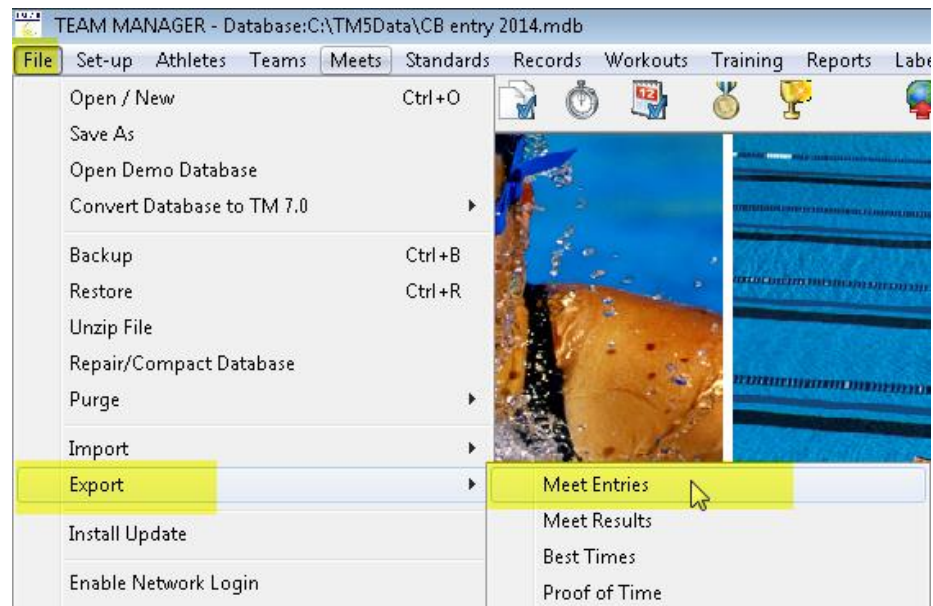 TEAM MANAGER - Database:C:\TM5Data\CB entry 2014.mdb
File Set-up Athletes Teams Meets Standards Records Workouts Training Reports
Open / New Ctrl+O
Save As
Open Demo Database
Convert Database to TM 7.0
Backup Ctrl+B
Restore Ctrl+R
Unzip File
Repair/Compact Database
Purge
Import
Export
Meet Entries
Meet Results
Install Update
Best Times
Enable Network Login
Proof of Time
12